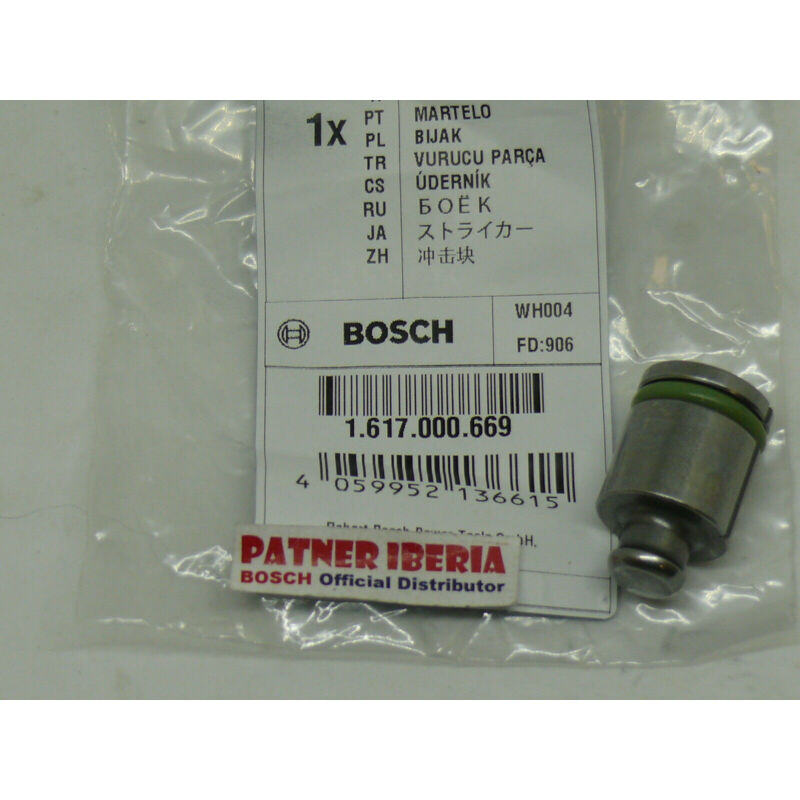 1x
PT MARTELO
PL BIJAK
TR VURUCU PARÇA
CS ÚDERNÍK
RU БОЁК
JA ストライカー
ZH 冲击块
BOSCH
WH004
FD:906
1.617.000.669
4 059952 136615
PATNER IBERIA
BOSCH Official Distributor